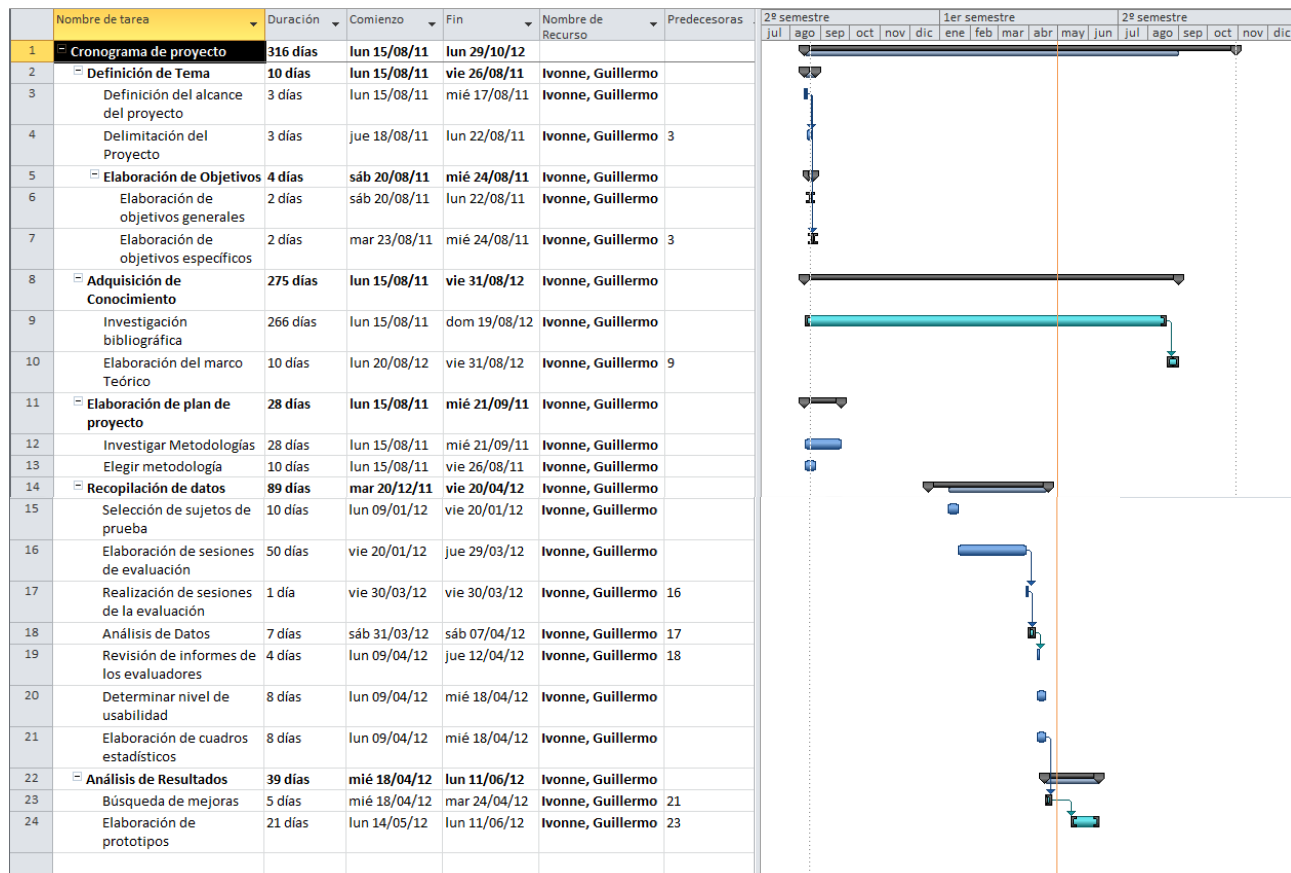 Nombre de tarea Duración Comienzo Fin Nombre de Recurso Predecesoras 2º semestre 1er semestre 2º semestre
jul ago sep oct nov dic ene feb mar abr may jun jul ago sep oct nov dic
1 Cronograma de proyecto 316 días lun 15/08/11 lun 29/10/12
2 Definición de Tema 10 días lun 15/08/11 vie 26/08/11 Ivonne, Guillermo
3 Definición del alcance 3 días lun 15/08/11 mié 17/08/11 Ivonne, Guillermo
del proyecto
4 Delimitación del 3 días jue 18/08/11 lun 22/08/11 Ivonne, Guillermo 3
Proyecto
5 Elaboración de Objetivos 4 días sáb 20/08/11 mié 24/08/11 Ivonne, Guillermo
6 Elaboración de 2 días sáb 20/08/11 lun 22/08/11 Ivonne, Guillermo
objetivos generales
7 Elaboración de 2 días mar 23/08/11 mié 24/08/11 Ivonne, Guillermo 3
objetivos específicos
8 Adquisición de 275 días lun 15/08/11 vie 31/08/12 Ivonne, Guillermo
Conocimiento
9 Investigación 266 días lun 15/08/11 dom 19/08/12 Ivonne, Guillermo
bibliográfica
10 Elaboración del marco 10 días lun 20/08/12 vie 31/08/12 Ivonne, Guillermo 9
Teórico
11 Elaboración de plan de 28 días lun 15/08/11 mié 21/09/11 Ivonne, Guillermo
proyecto
12 Investigar Metodologías 28 días lun 15/08/11 mié 21/09/11 Ivonne, Guillermo
13 Elegir metodología 10 días lun 15/08/11 vie 26/08/11 Ivonne, Guillermo
14 Recopilación de datos 89 días mar 20/12/11 vie 20/04/12 Ivonne, Guillermo
15 Selección de sujetos de 10 días lun 09/01/12 vie 20/01/12 Ivonne, Guillermo
prueba
16 Elaboración de sesiones 50 días vie 20/01/12 jue 29/03/12 Ivonne, Guillermo
de evaluación
17 Realización de sesiones 1 día vie 30/03/12 vie 30/03/12 Ivonne, Guillermo 16
de la evaluación
18 Análisis de Datos 7 días sáb 31/03/12 sáb 07/04/12 Ivonne, Guillermo 17
19 Revisión de informes de 4 días lun 09/04/12 jue 12/04/12 Ivonne, Guillermo 18
los evaluadores
20 Determinar nivel de 8 días lun 09/04/12 mié 18/04/12 Ivonne, Guillermo
usabilidad
21 Elaboración de cuadros 8 días lun 09/04/12 mié 18/04/12 Ivonne, Guillermo
estadísticos
22 Análisis de Resultados 39 días mié 18/04/12 lun 11/06/12 Ivonne, Guillermo
23 Búsqueda de mejoras 5 días mié 18/04/12 mar 24/04/12 Ivonne, Guillermo 21
24 Elaboración de 21 días lun 14/05/12 lun 11/06/12 Ivonne, Guillermo 23
prototipos